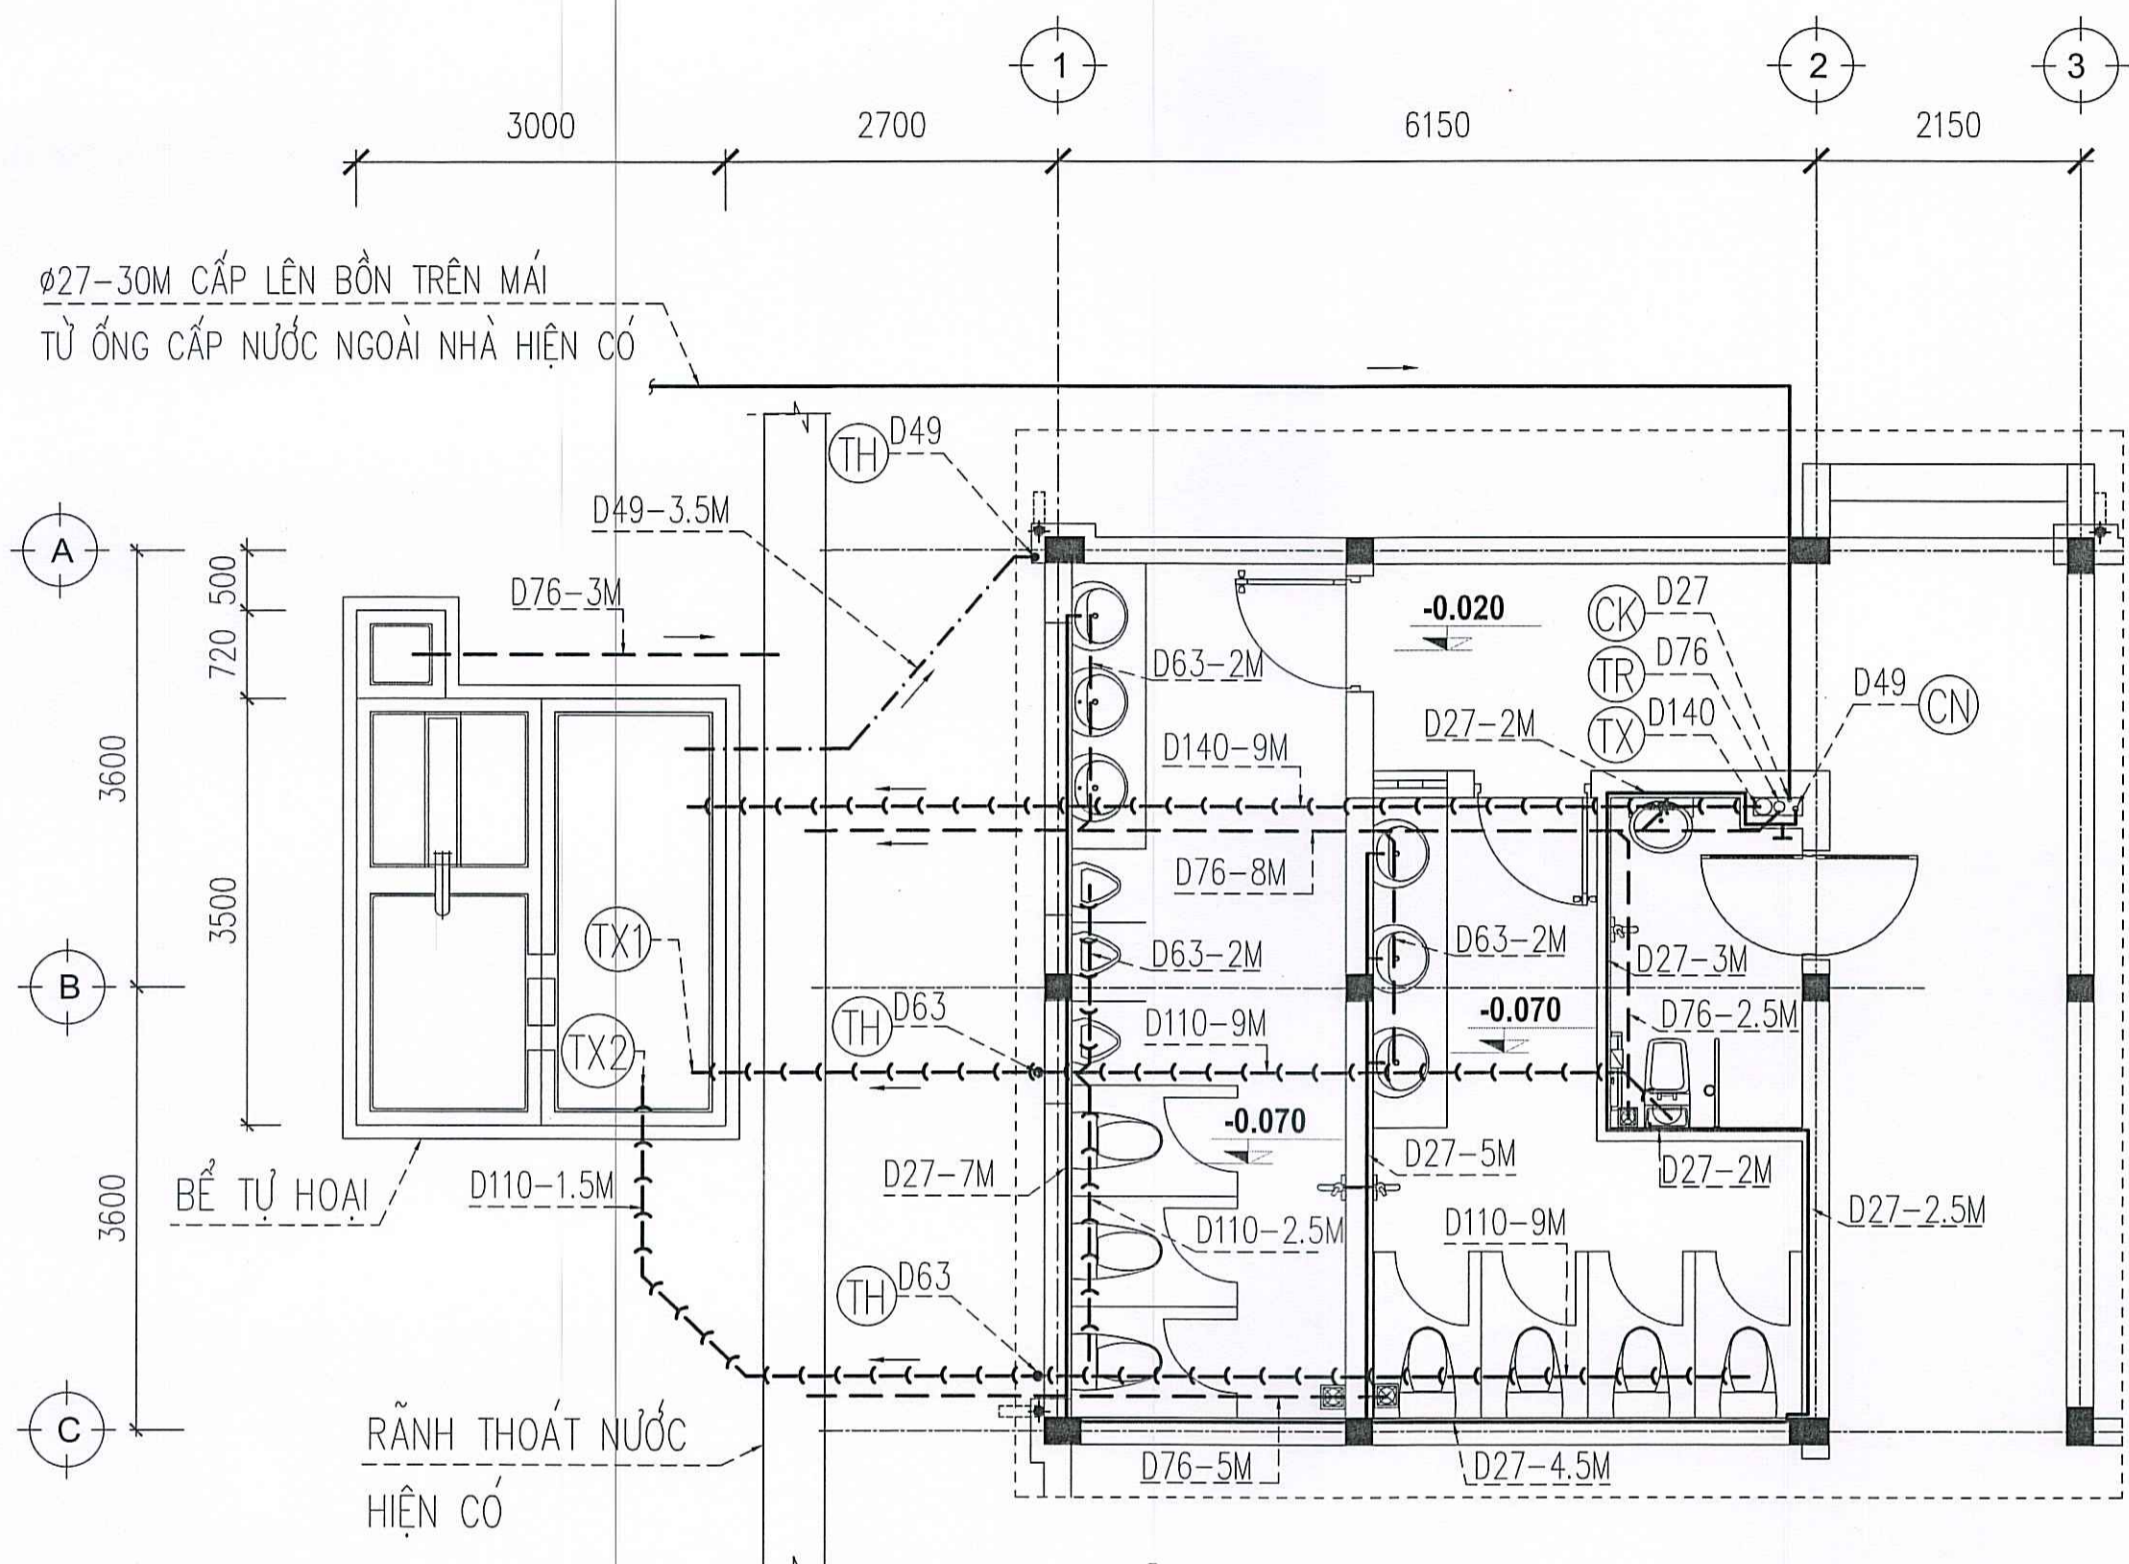 1
2
3
3000
2700
6150
2150
ø27-30M CẤP LÊN BỒN TRÊN MÁI
TỪ ỐNG CẤP NƯỚC NGOÀI NHÀ HIỆN CÓ
TH
D49
D49-3.5M
A
500
D76-3M
720
-0.020
CK
D27
D63-2M
TR
D76
D49
CN
TX
D140
D27-2M
D140-9M
3600
D76-8M
3500
TX1
D63-2M
D63-2M
D27-3M
B
TH
D63
D110-9M
-0.070
D76-2.5M
TX2
-0.070
D27-7M
D27-5M
D27-2M
BỂ TỰ HOẠI
D110-1.5M
3600
D110-2.5M
D110-9M
D27-2.5M
TH
D63
C
RÃNH THOÁT NƯỚC
HIỆN CÓ
D76-5M
D27-4.5M